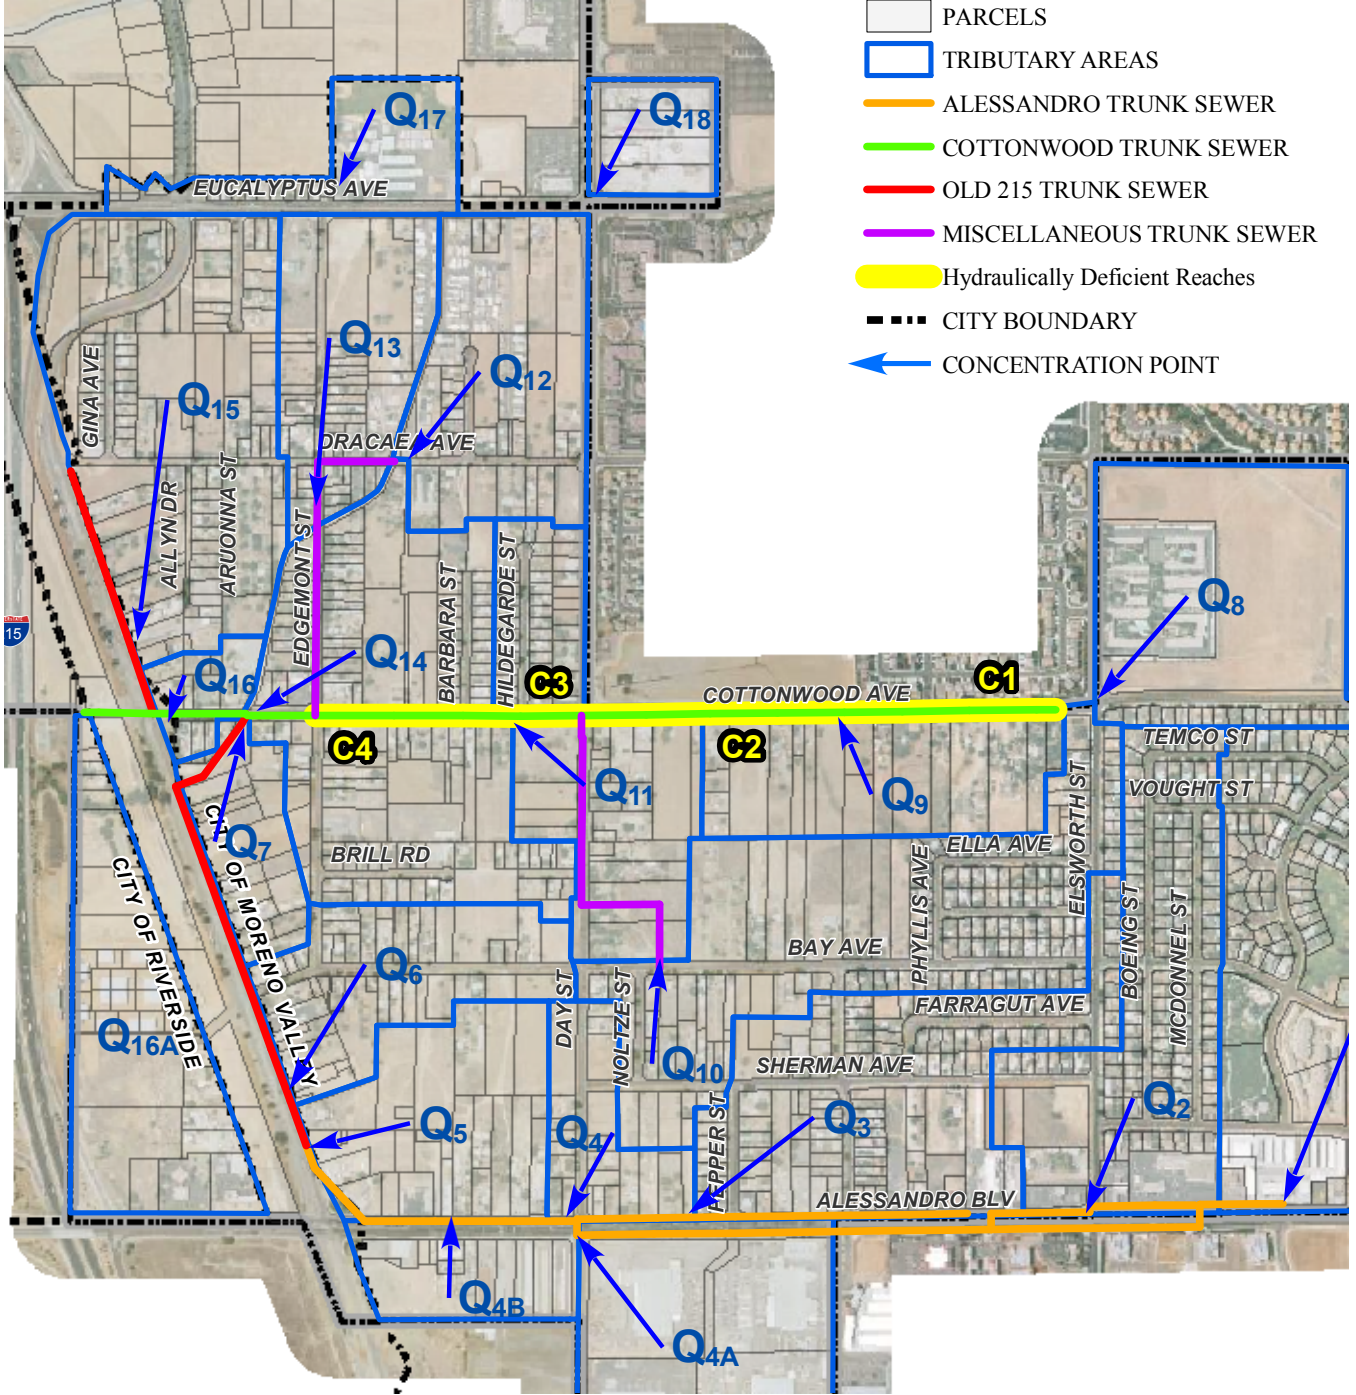 PARCELS
TRIBUTARY AREAS
ALESSANDRO TRUNK SEWER
COTTONWOOD TRUNK SEWER
OLD 215 TRUNK SEWER
MISCELLANEOUS TRUNK SEWER
Hydraulically Deficient Reaches
CITY BOUNDARY
CONCENTRATION POINT
Q17
Q18
EUCALYPTUS AVE
Q13
Q12
Q15
GINA AVE
DRACAEA AVE
ALLYN DR
ARUONNA ST
EDGEMONT ST
BARBARA ST
HILDEGARDE ST
Q8
15
Q14
Q16
C3
COTTONWOOD AVE
C1
C4
C2
TEMCO ST
VOUGHT ST
Q11
Q9
Q7
BRILL RD
ELLA AVE
ELSWORTH ST
PHYLLIS AVE
BOEING ST
MCDONNEL ST
CITY OF RIVERSIDE
CITY OF MORENO VALLEY
BAY AVE
Q6
DAY ST
NOLTZE ST
FARRAGUT AVE
Q16A
Q10
SHERMAN AVE
Q5
Q4
PEPPER ST
Q3
Q2
ALESSANDRO BLV
Q4B
Q4A